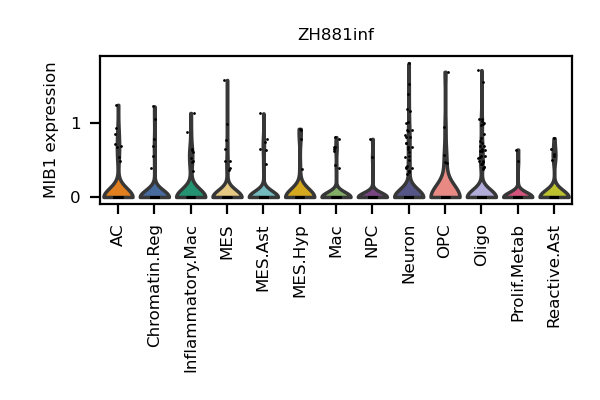 ZH881inf
MIB1 expression
1
0
AC
Chromatin.Reg
Inflammatory.Mac
MES
MES.Ast
MES.Hyp
Mac
NPC
Neuron
OPC
Oligo
Prolif.Metab
Reactive.Ast